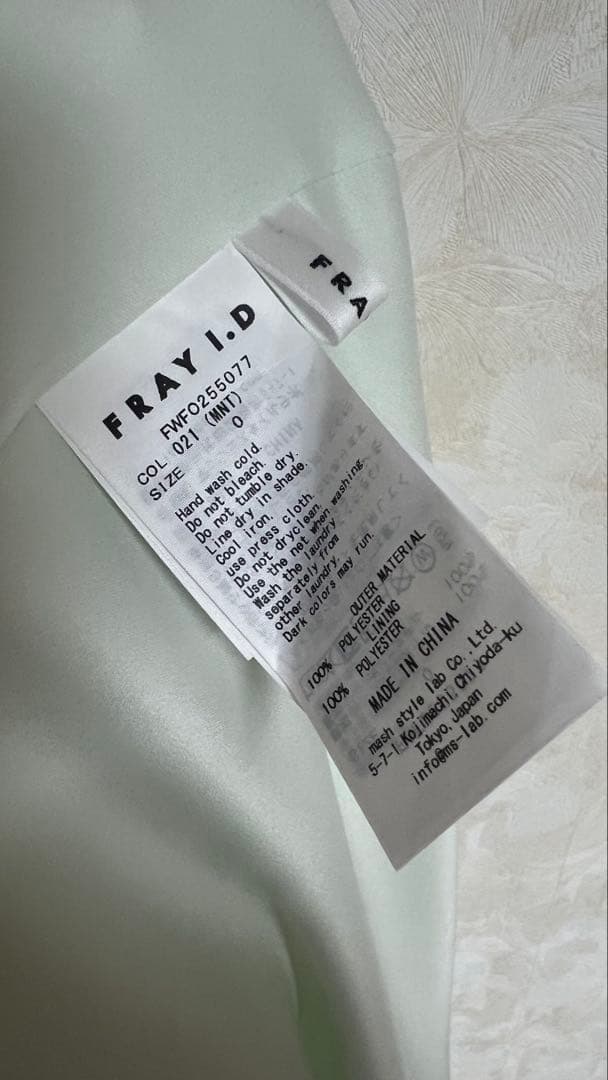 FRA
FRAY I.D
FWFO255077
COL 021 (MNT)
SIZE 0
Hand wash cold.
Do not bleach.
Do not tumble dry.
Line dry in shade.
Cool iron.
use press cloth.
Do not dryclean.
Use the net when washing.
Wash the laundry
separately from
other laundry.
Dark colors may run.
OUTER MATERIAL
100% POLYESTER
LINING
100% POLYESTER
MADE IN CHINA
mash style lab Co.,Ltd.
5-7-1 Kojimachi,Chiyoda-ku
Tokyo,Japan
info@ms-lab.com